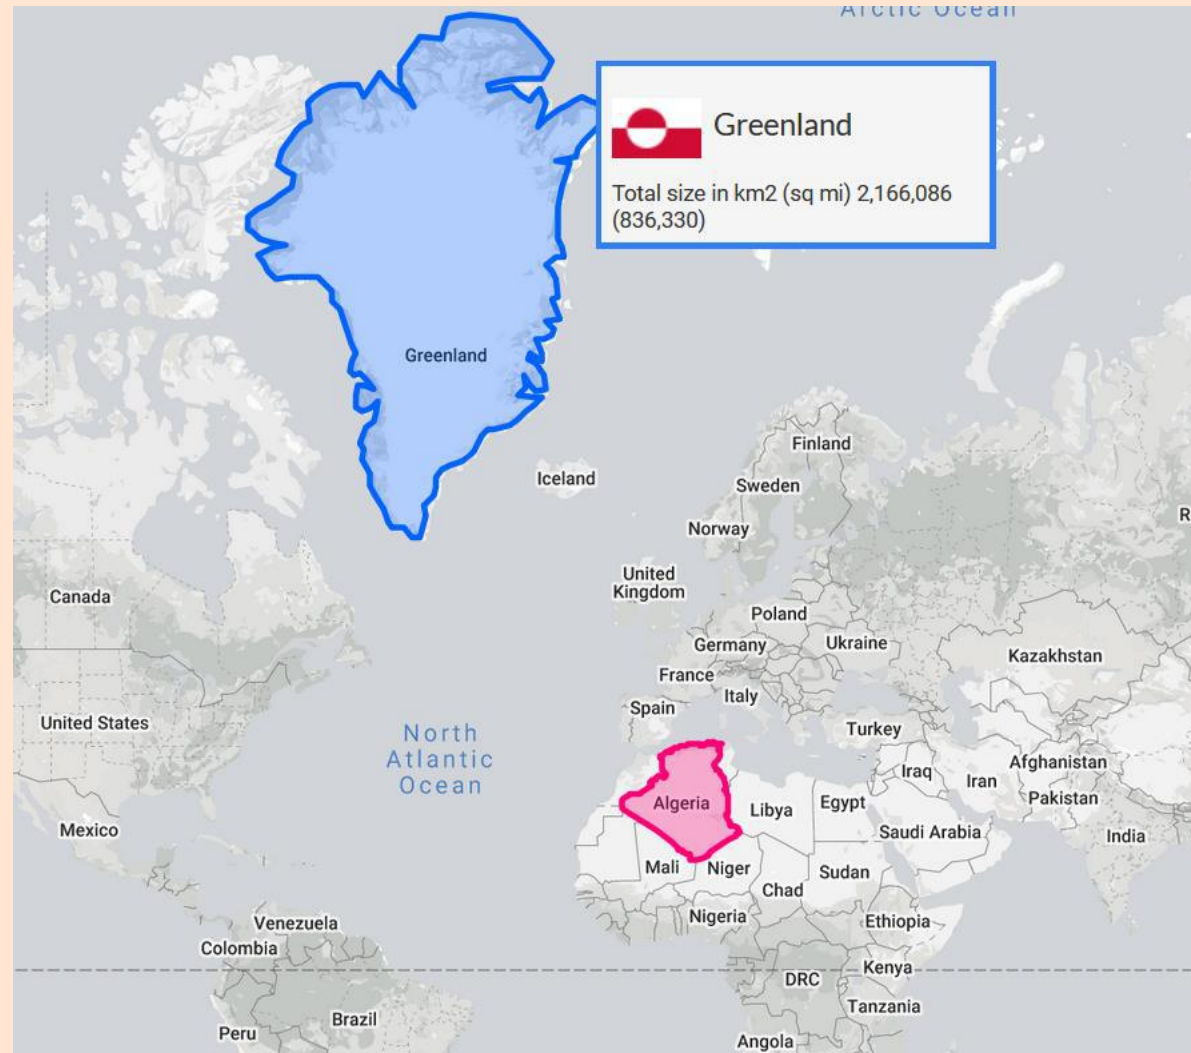 Arctic Ocean
Greenland
Total size in km2 (sq mi) 2,166,086
(836,330)
Greenland
Finland
Iceland
Sweden
R
Norway
United
Kingdom
Canada
Poland
Germany
Ukraine
France
Kazakhstan
Italy
Spain
United States
Turkey
North
Atlantic
Ocean
Iraq
Iran
Afghanistan
Pakistan
Algeria
Libya
Egypt
Mexico
Saudi Arabia
India
Mali
Niger
Chad
Sudan
Venezuela
Nigeria
Ethiopia
Colombia
DRC
Kenya
Tanzania
Peru
Brazil
Angola